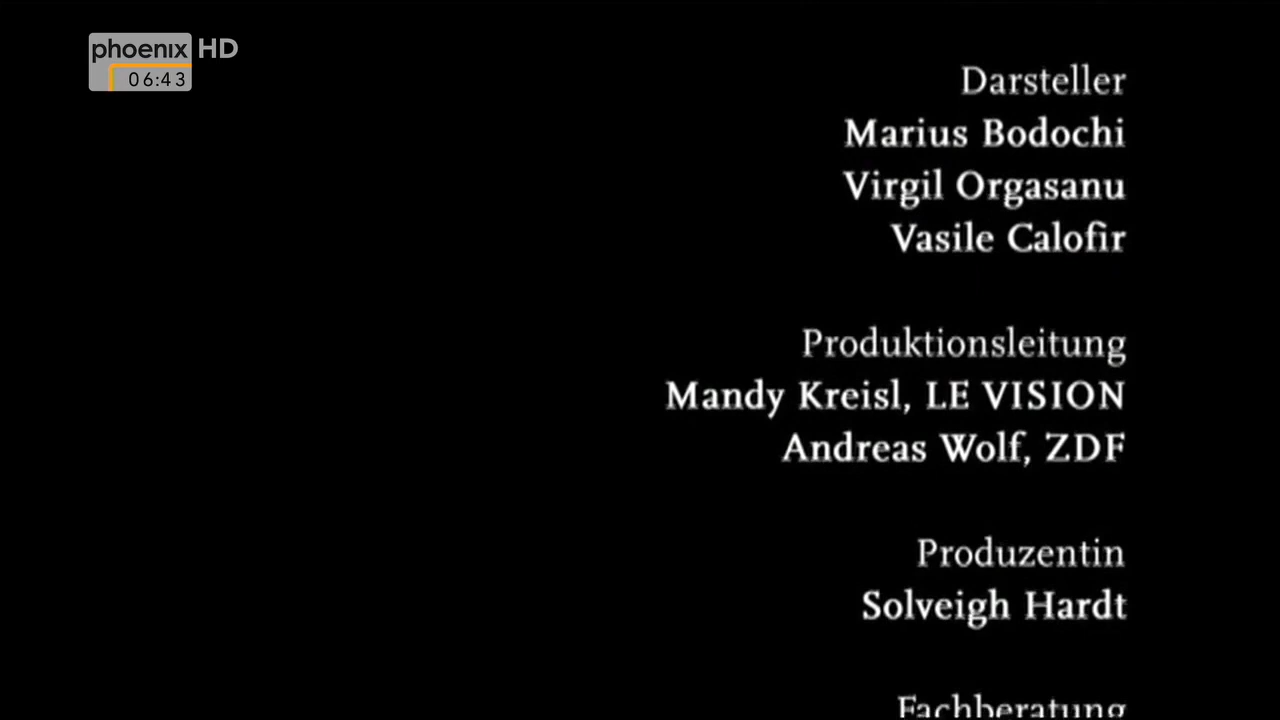 phoenix HD
06:43
Darsteller
Marius Bodochi
Virgil Orgasanu
Vasile Calofir
Produktionsleitung
Mandy Kreisl, LE VISION
Andreas Wolf, ZDF
Produzentin
Solveigh Hardt
Fachberatung